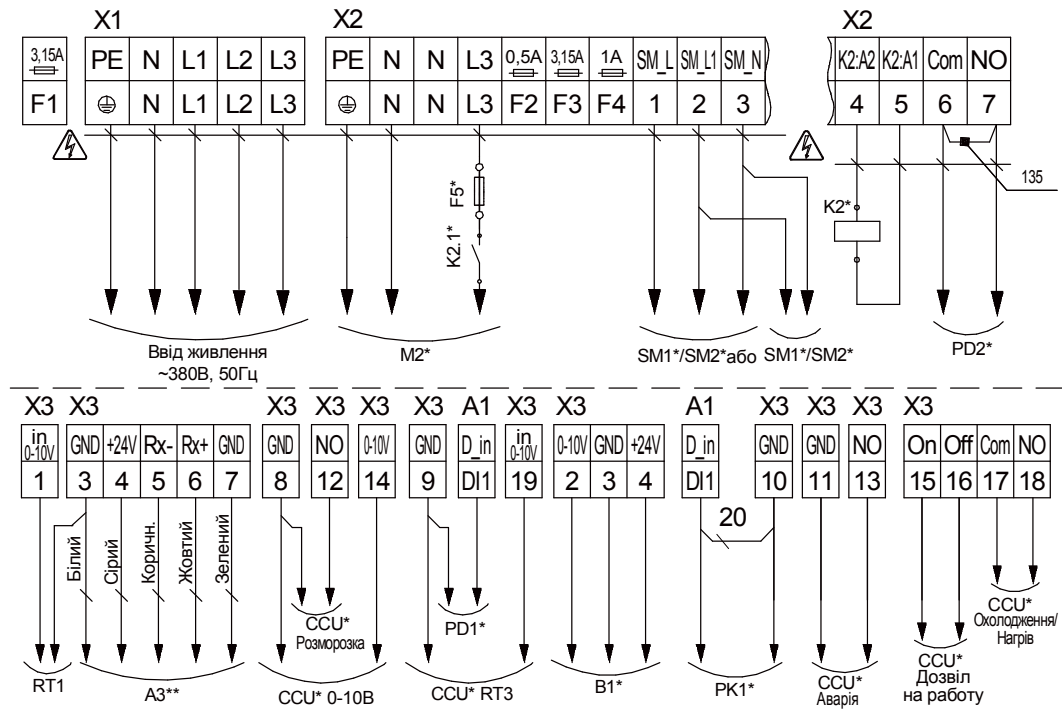 X1 X2 X2
3,15A PE N L1 L2 L3 PE N N L3 0,5A 3,15A 1A SM_L SM_L1 SM_N K2:A2 K2:A1 Com NO
F1 N L1 L2 L3 N N L3 F2 F3 F4 1 2 3 4 5 6 7
135
F5*
K2.1*
K2*
Ввід живлення
~380В, 50Гц
M2*
SM1*/SM2*або SM1*/SM2*
PD2*
X3 X3 X3 X3 X3 X3 A1 X3 X3 A1 X3 X3 X3 X3
in 0-10V GND +24V Rx- Rx+ GND GND NO 0-10V GND D_in in 0-10V 0-10V GND +24V D_in GND GND NO On Off Com NO
1 3 4 5 6 7 8 12 14 9 DI1 19 2 3 4 DI1 10 11 13 15 16 17 18
Білий
Сірий
Коричн.
Жовтий
Зелений
20
CCU*
Розморозка
PD1*
CCU*
Охолодження/
Нагрів
RT1
A3**
CCU* 0-10В
CCU* RT3
B1*
PK1*
CCU*
Аварія
CCU*
Дозвіл
на работу